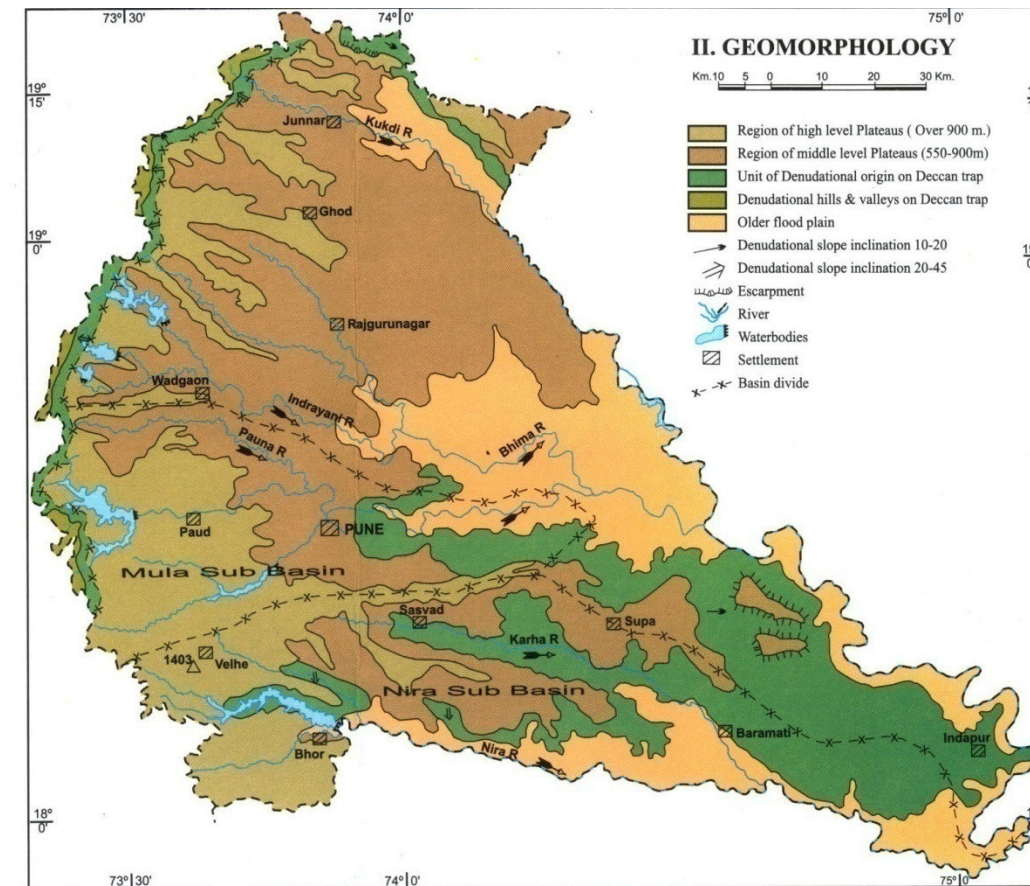 73° 30'
74° 0'
75° 0'
II. GEOMORPHOLOGY
Km.10 5 0 10 20 30 Km.
Region of high level Plateaus ( Over 900 m.)
Region of middle level Plateaus (550-900m)
Unit of Denudational origin on Deccan trap
Denudational hills & valleys on Deccan trap
Older flood plain
Denudational slope inclination 10-20
Denudational slope inclination 20-45
Escarpment
River
Waterbodies
Settlement
Basin divide
19°
15'
Junnar
Kukdi R
Ghod
19°
0'
Rajgurunagar
Wadgaon
Indrayani R
Pauna R
Bhima R
Paud
PUNE
Mula Sub Basin
Sasvad
Supa
Karha R
1403
Velhe
Nira Sub Basin
Baramati
Indapur
Bhor
Nira R
18°
0'
73° 30'
74° 0'
75° 0'